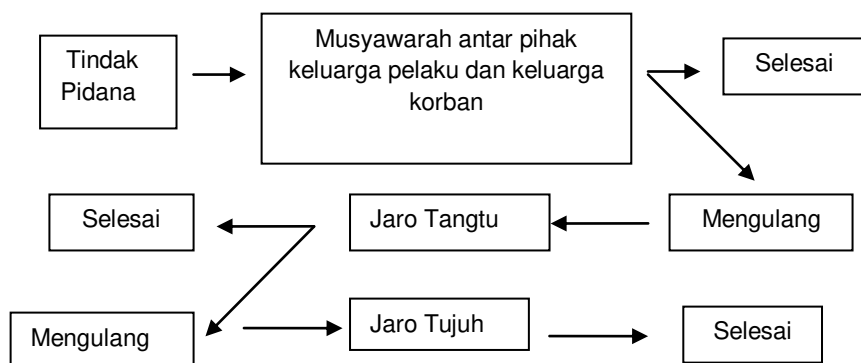 Tindak
Pidana
Musyawarah antar pihak
keluarga pelaku dan keluarga
korban
Selesai
Selesai
Jaro Tangtu
Mengulang
Mengulang
Jaro Tujuh
Selesai